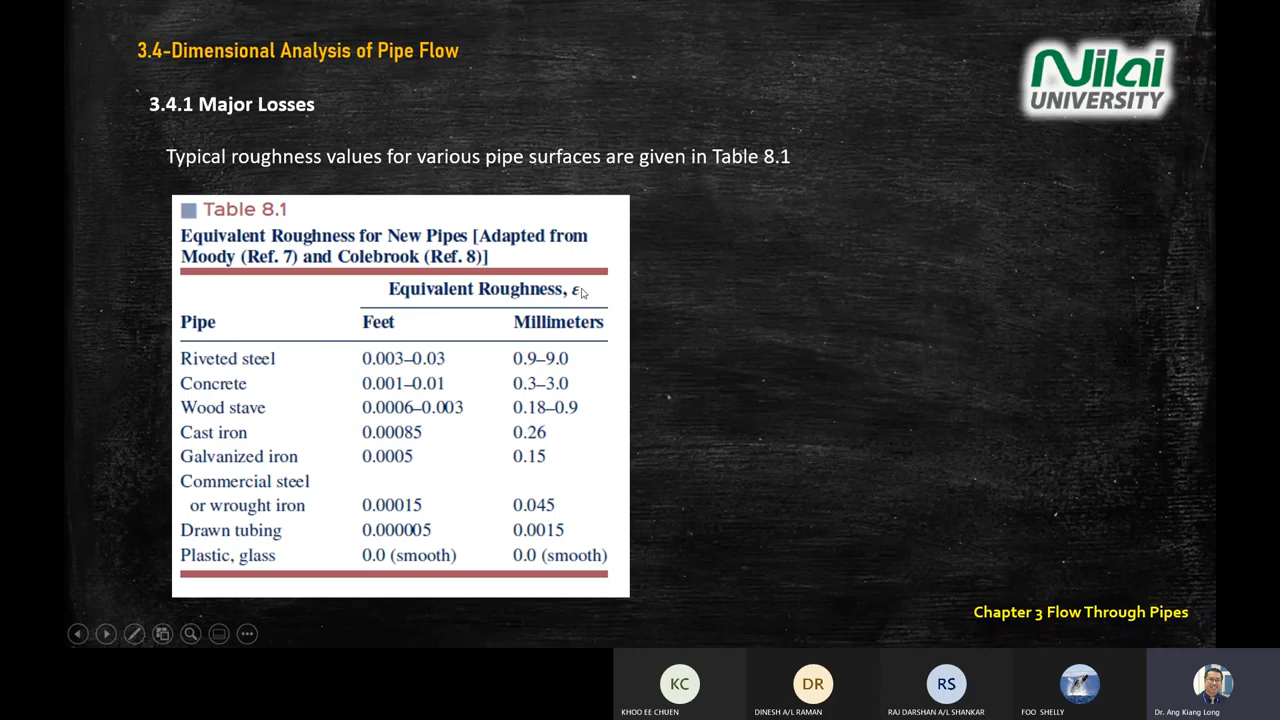 3.4-Dimensional Analysis of Pipe Flow
Nilai
UNIVERSITY
3.4.1 Major Losses
Typical roughness values for various pipe surfaces are given in Table 8.1
Table 8.1
Equivalent Roughness for New Pipes [Adapted from
Moody (Ref. 7) and Colebrook (Ref. 8)]
Equivalent Roughness, ε
Pipe Feet Millimeters
Riveted steel 0.003–0.03 0.9–9.0
Concrete 0.001–0.01 0.3–3.0
Wood stave 0.0006–0.003 0.18–0.9
Cast iron 0.00085 0.26
Galvanized iron 0.0005 0.15
Commercial steel
or wrought iron 0.00015 0.045
Drawn tubing 0.000005 0.0015
Plastic, glass 0.0 (smooth) 0.0 (smooth)
Chapter 3 Flow Through Pipes
KC DR RS
KHOO EE CHUEN DINESH A/L RAMAN RAJ DARSHAN A/L SHANKAR FOO SHELLY Dr. Ang Kiang Long